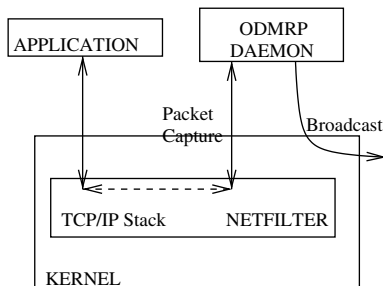 APPLICATION
ODMRP
DAEMON
Packet
Capture
Broadcast
TCP/IP Stack
NETFILTER
KERNEL